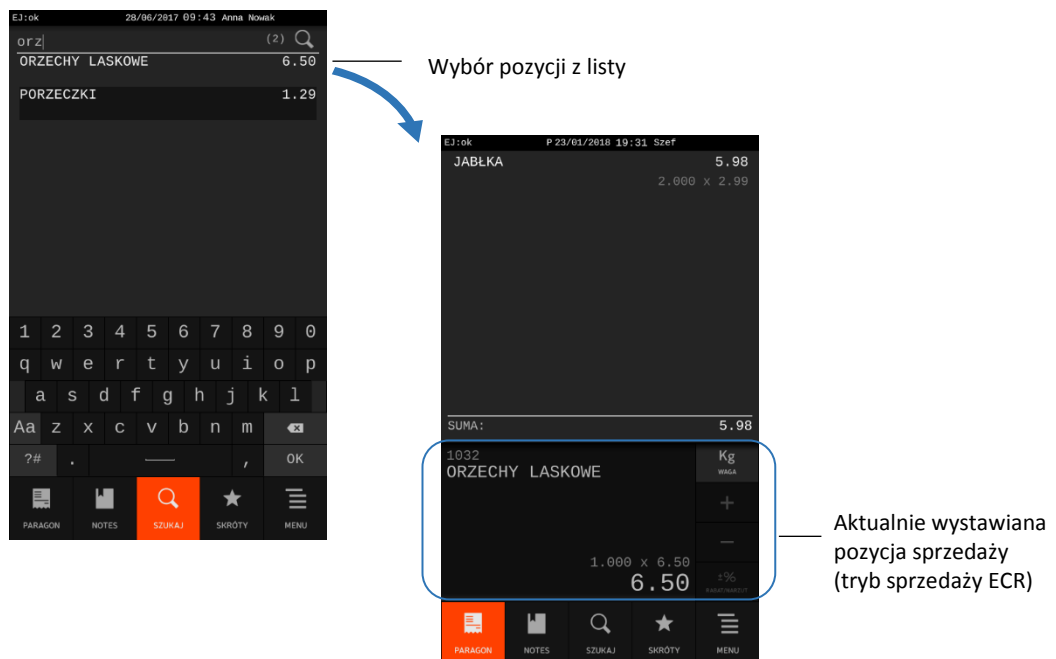 EJ:ok 28/06/2017 09:43 Anna Nowak
orz (2)
ORZECHY LASKOWE 6.50
PORZECZKI 1.29
1 2 3 4 5 6 7 8 9 0
q w e r t y u i o p
a s d f g h j k l
Aa z x c v b n m
?# . , OK
PARAGON NOTES SZUKAJ SKRÓTY MENU
Wybór pozycji z listy
EJ:ok P 23/01/2018 19:31 Szef
JABŁKA 5.98
2.000 x 2.99
SUMA: 5.98
1032
ORZECHY LASKOWE
Kg
WAGA
+
−
1.000 x 6.50
6.50
±%
RABAT/NARZUT
PARAGON NOTES SZUKAJ SKRÓTY MENU
Aktualnie wystawiana
pozycja sprzedaży
(tryb sprzedaży ECR)